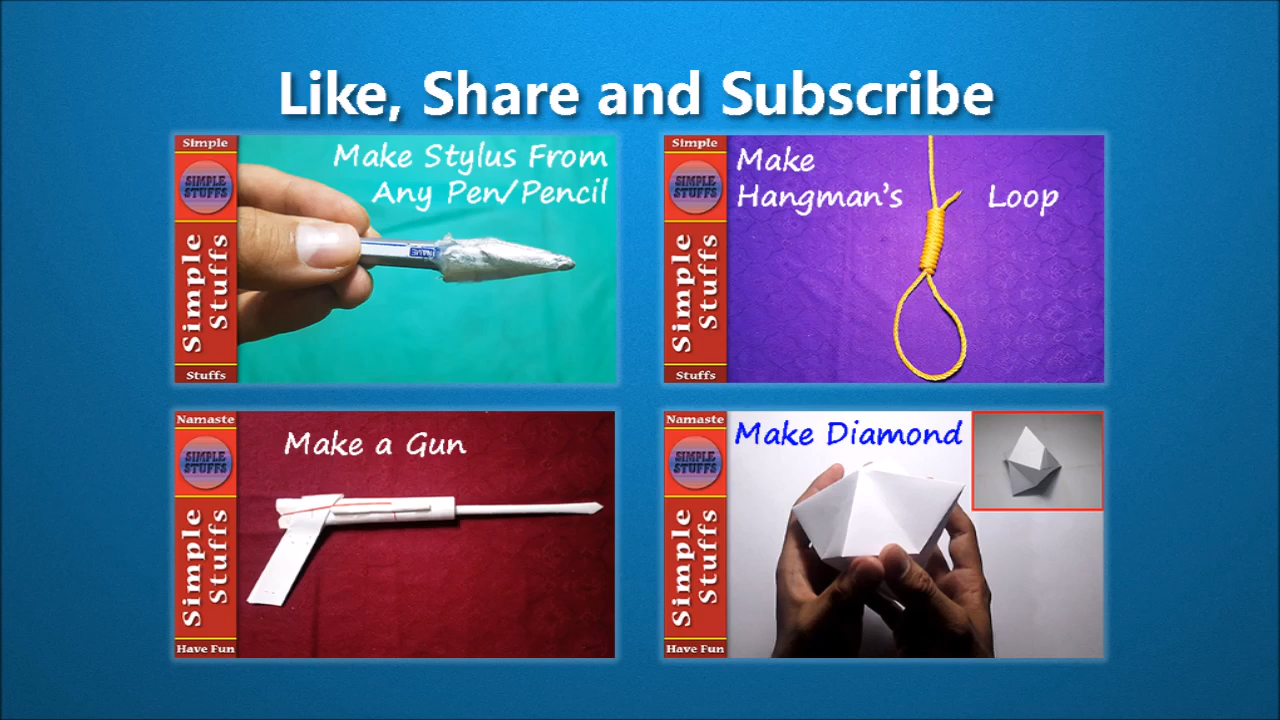 Like, Share and Subscribe
Simple
SIMPLE
STUFFS
Simple
Stuffs
Stuffs
Make Stylus From
Any Pen/Pencil
Simple
SIMPLE
STUFFS
Simple
Stuffs
Stuffs
Make
Hangman's Loop
Namaste
SIMPLE
STUFFS
Simple
Stuffs
Have Fun
Make a Gun
Namaste
SIMPLE
STUFFS
Simple
Stuffs
Have Fun
Make Diamond